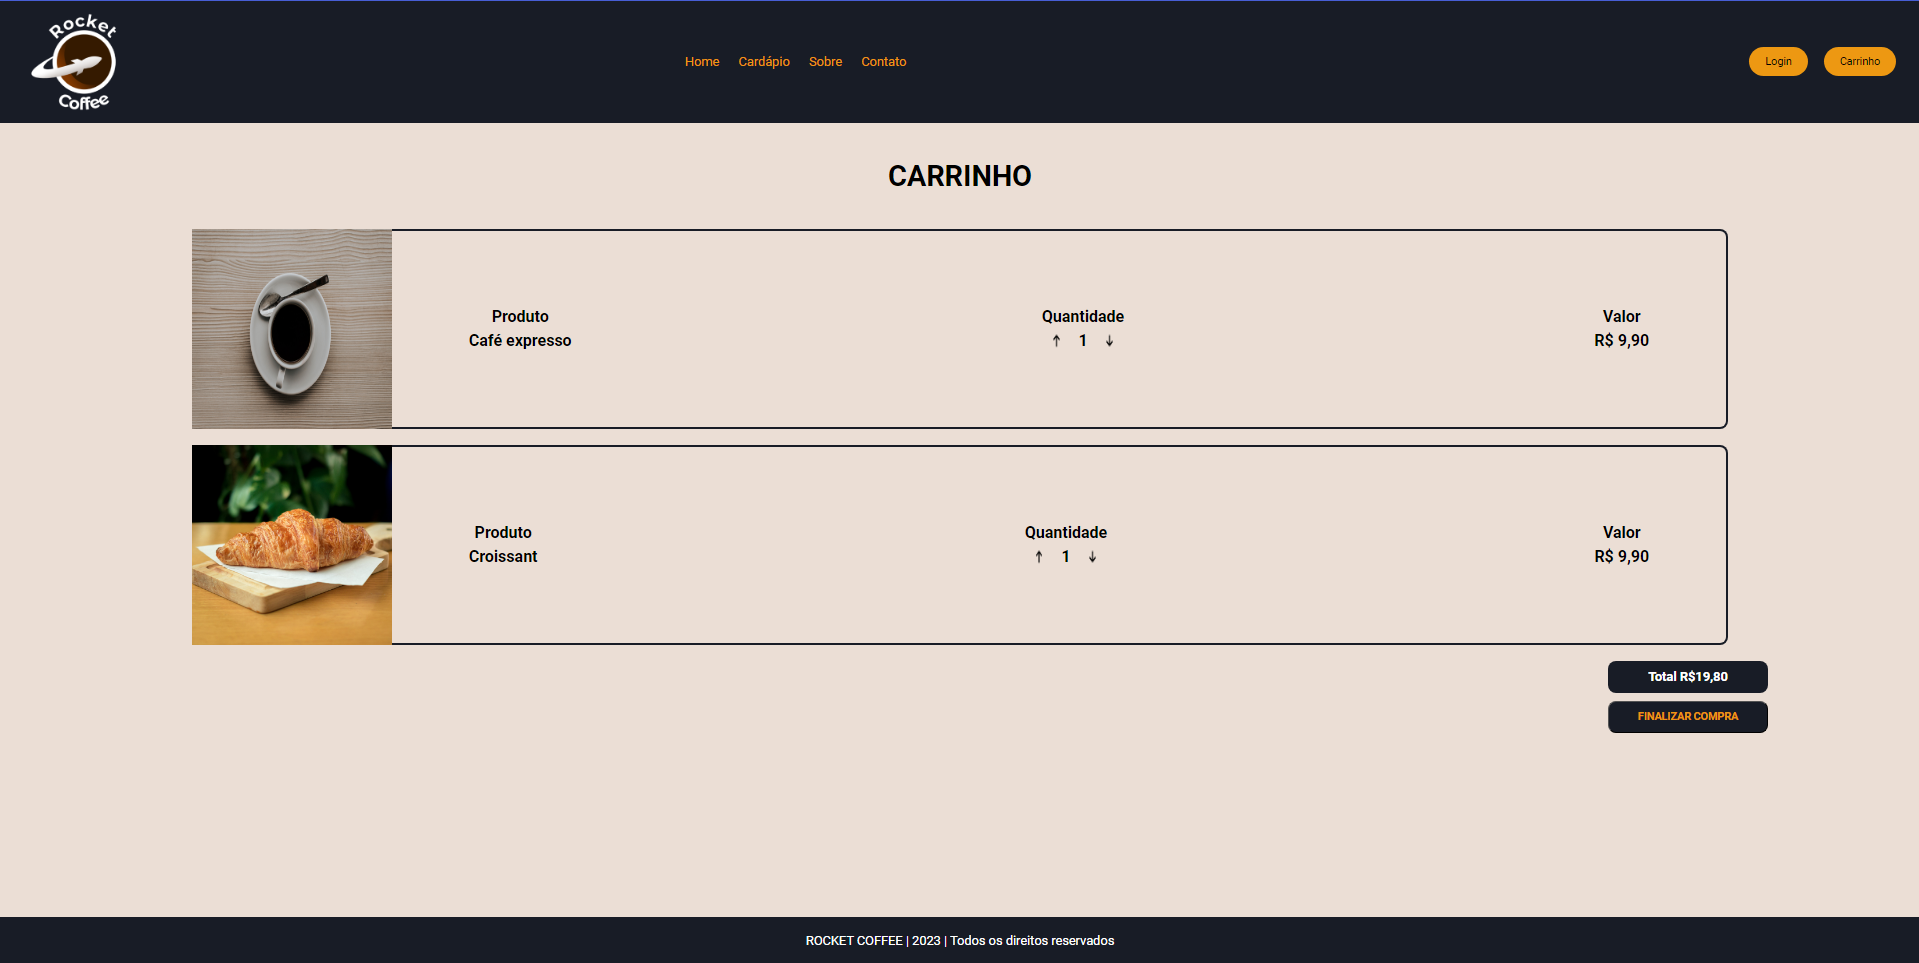 Rocket
Coffee
Home Cardápio Sobre Contato
Login Carrinho
CARRINHO
Produto Quantidade Valor
Café expresso ↑ 1 ↓ R$ 9,90
Produto Quantidade Valor
Croissant ↑ 1 ↓ R$ 9,90
Total R$19,80
FINALIZAR COMPRA
ROCKET COFFEE | 2023 | Todos os direitos reservados